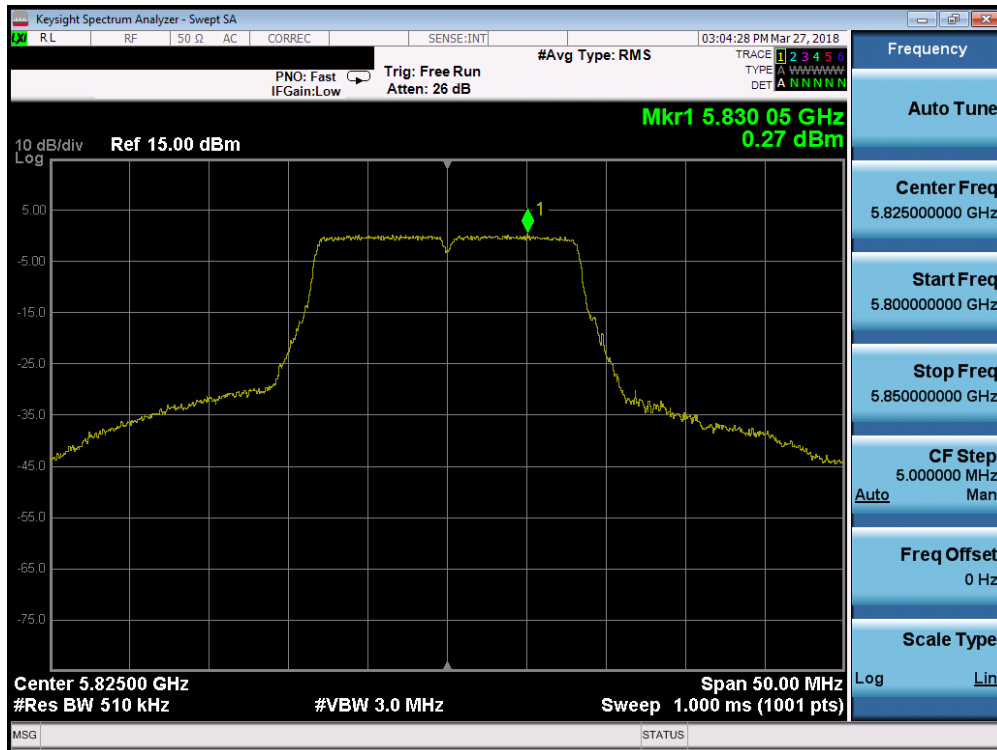 Keysight Spectrum Analyzer - Swept SA
LXI RL RF 50 Ω AC CORREC SENSE:INT 03:04:28 PM Mar 27, 2018
#Avg Type: RMS TRACE 1 2 3 4 5 6
PNO: Fast Trig: Free Run TYPE A WWWWW
IFGain:Low Atten: 26 dB DET A N N N N N
Mkr1 5.830 05 GHz
0.27 dBm
10 dB/div Ref 15.00 dBm
Log
1
5.00
-5.00
-15.0
-25.0
-35.0
-45.0
-55.0
-65.0
-75.0
Center 5.82500 GHz Span 50.00 MHz
#Res BW 510 kHz #VBW 3.0 MHz Sweep 1.000 ms (1001 pts)
MSG STATUS
Frequency
Auto Tune
Center Freq
5.825000000 GHz
Start Freq
5.800000000 GHz
Stop Freq
5.850000000 GHz
CF Step
5.000000 MHz
Auto Man
Freq Offset
0 Hz
Scale Type
Log Lin